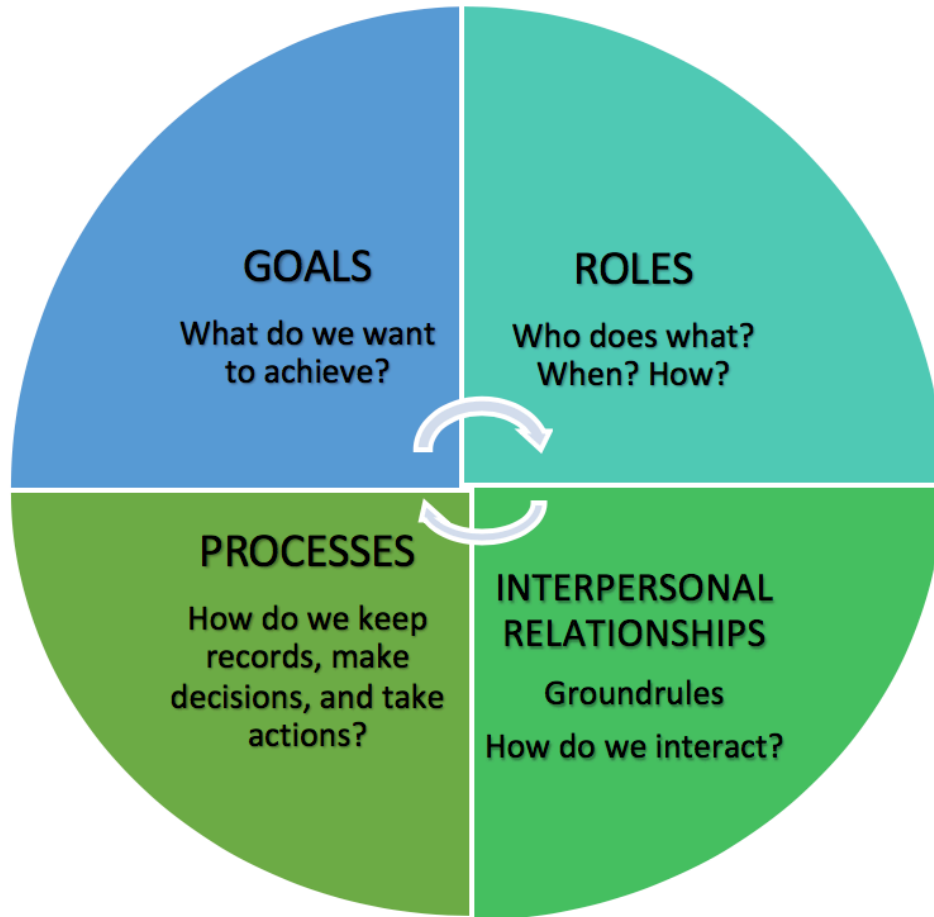 GOALS
What do we want
to achieve?
ROLES
Who does what?
When? How?
PROCESSES
How do we keep
records, make
decisions, and take
actions?
INTERPERSONAL
RELATIONSHIPS
Groundrules
How do we interact?